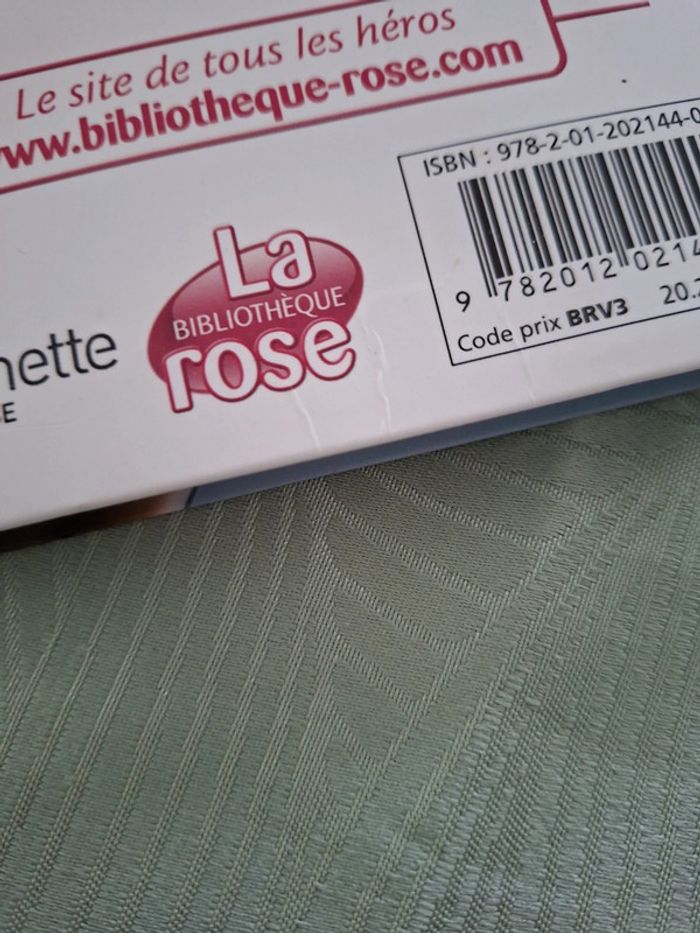 Le site de tous les héros
www.bibliotheque-rose.com
ISBN : 978-2-01-202144-0
9 782012 0214
Code prix BRV3 20.2
La
BIBLIOTHÈQUE
rose